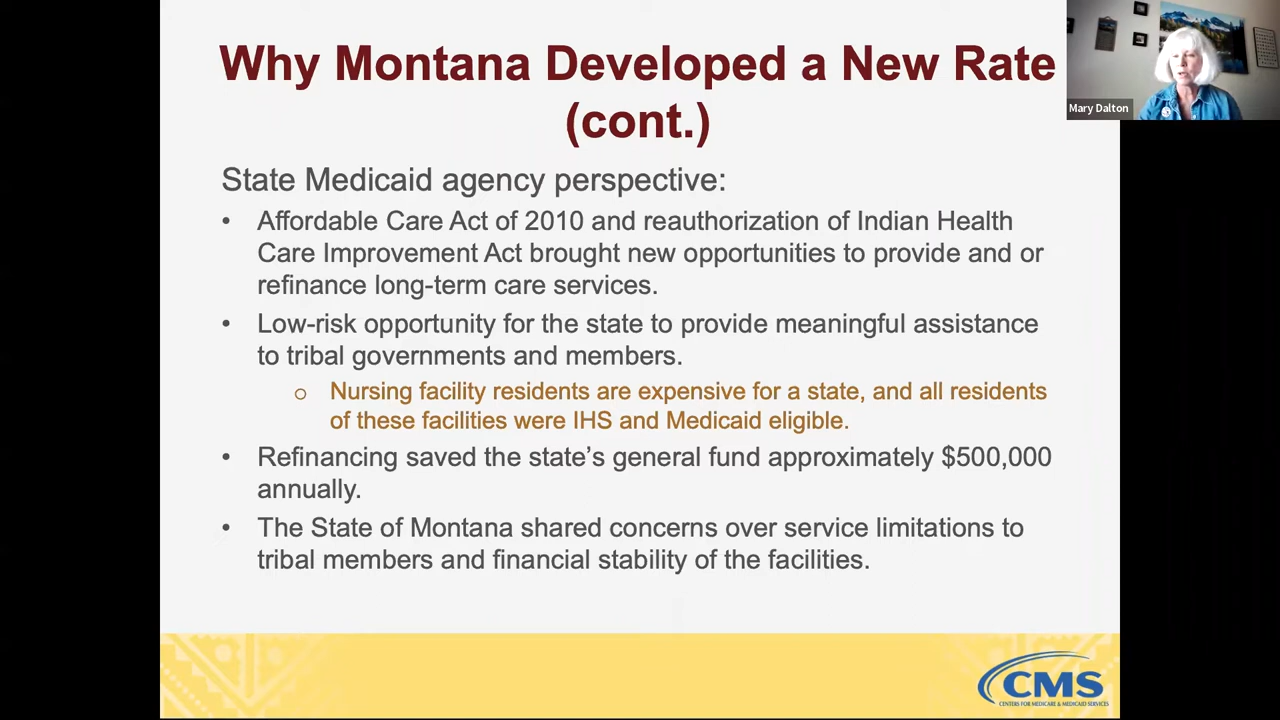 Why Montana Developed a New Rate
(cont.)
Mary Dalton
State Medicaid agency perspective:
• Affordable Care Act of 2010 and reauthorization of Indian Health
Care Improvement Act brought new opportunities to provide and or
refinance long-term care services.
• Low-risk opportunity for the state to provide meaningful assistance
to tribal governments and members.
o Nursing facility residents are expensive for a state, and all residents
of these facilities were IHS and Medicaid eligible.
• Refinancing saved the state’s general fund approximately $500,000
annually.
• The State of Montana shared concerns over service limitations to
tribal members and financial stability of the facilities.
CMS
CENTERS FOR MEDICARE & MEDICAID SERVICES